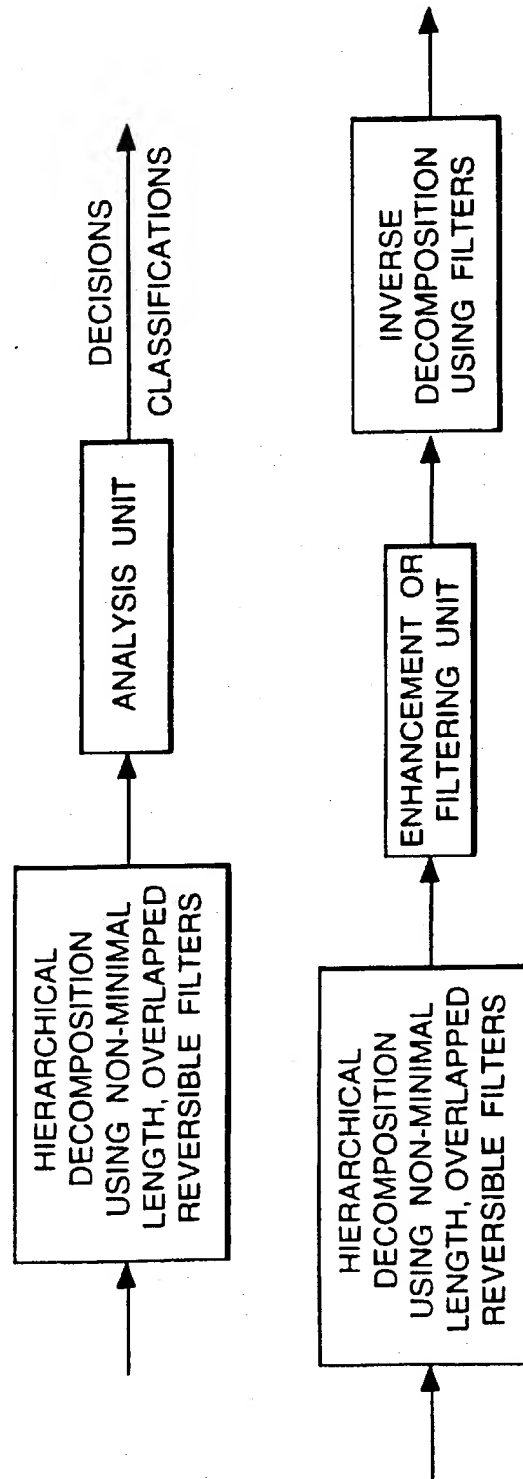 HIERARCHICAL
DECOMPOSITION
USING NON-MINIMAL
LENGTH, OVERLAPPED
REVERSIBLE FILTERS
ANALYSIS UNIT
DECISIONS
CLASSIFICATIONS
HIERARCHICAL
DECOMPOSITION
USING NON-MINIMAL
LENGTH, OVERLAPPED
REVERSIBLE FILTERS
ENHANCEMENT OR
FILTERING UNIT
INVERSE
DECOMPOSITION
USING FILTERS